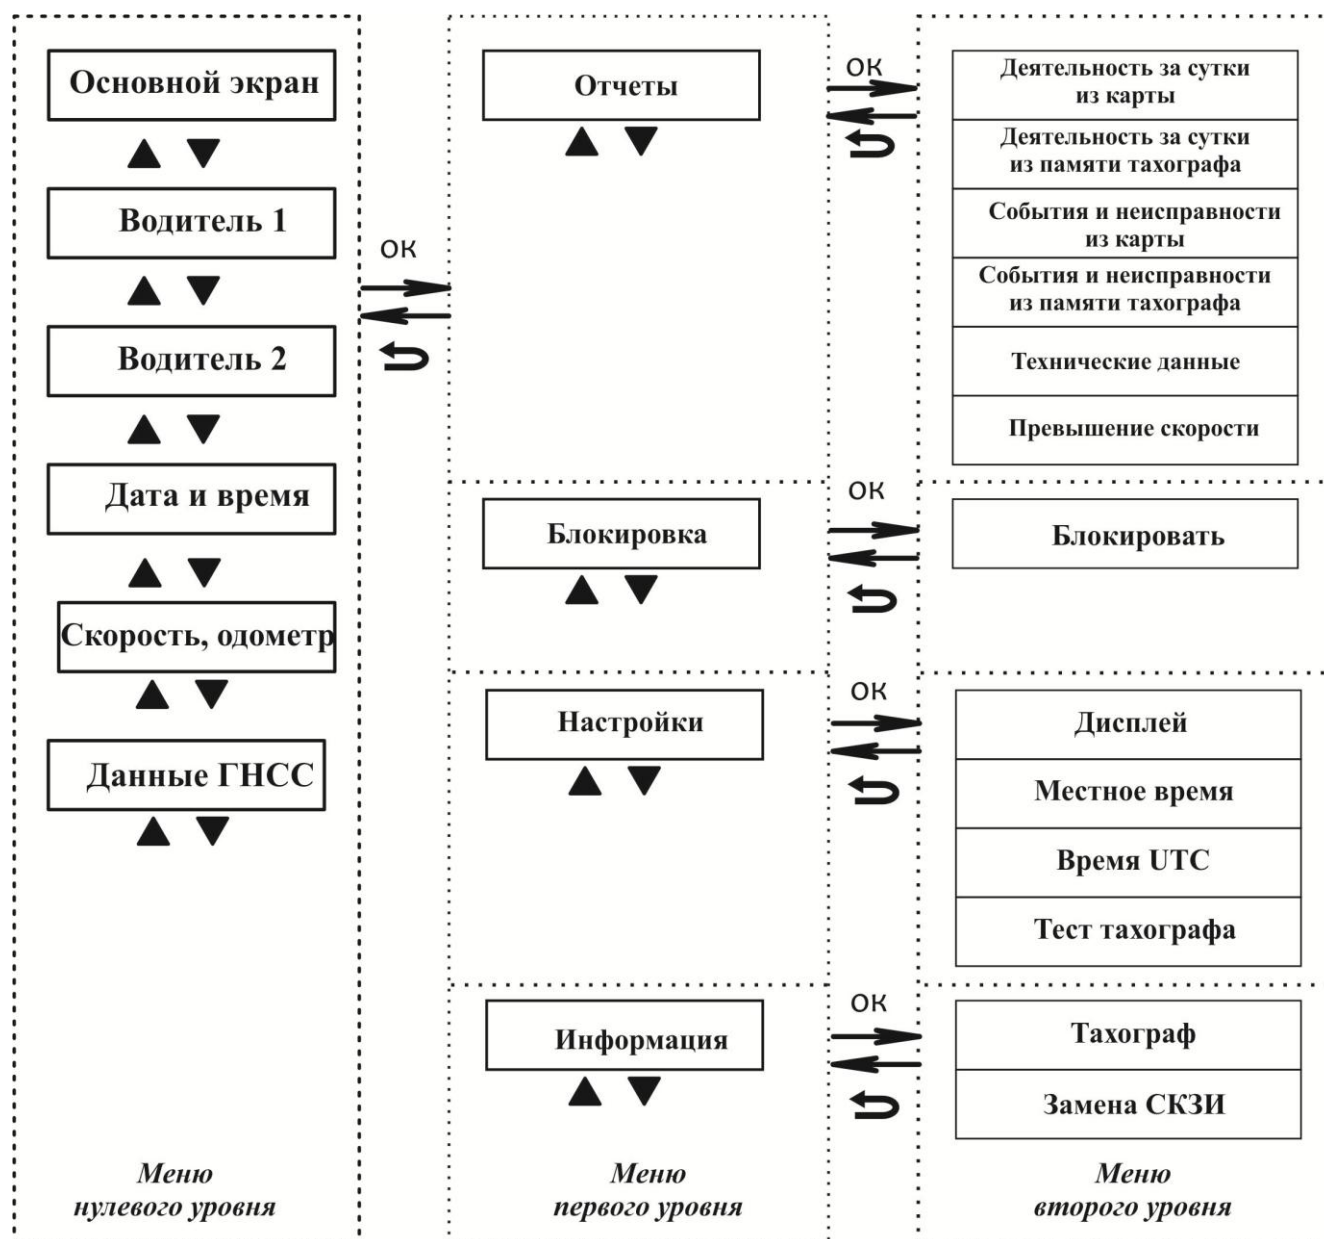 Основной экран
Водитель 1
Водитель 2
Дата и время
Скорость, одометр
Данные ГНСС
Меню
нулевого уровня
ОК
Отчеты
Блокировка
Настройки
Информация
Меню
первого уровня
ОК
ОК
ОК
ОК
Деятельность за сутки
из карты
Деятельность за сутки
из памяти тахографа
События и неисправности
из карты
События и неисправности
из памяти тахографа
Технические данные
Превышение скорости
Блокировать
Дисплей
Местное время
Время UTC
Тест тахографа
Тахограф
Замена СКЗИ
Меню
второго уровня